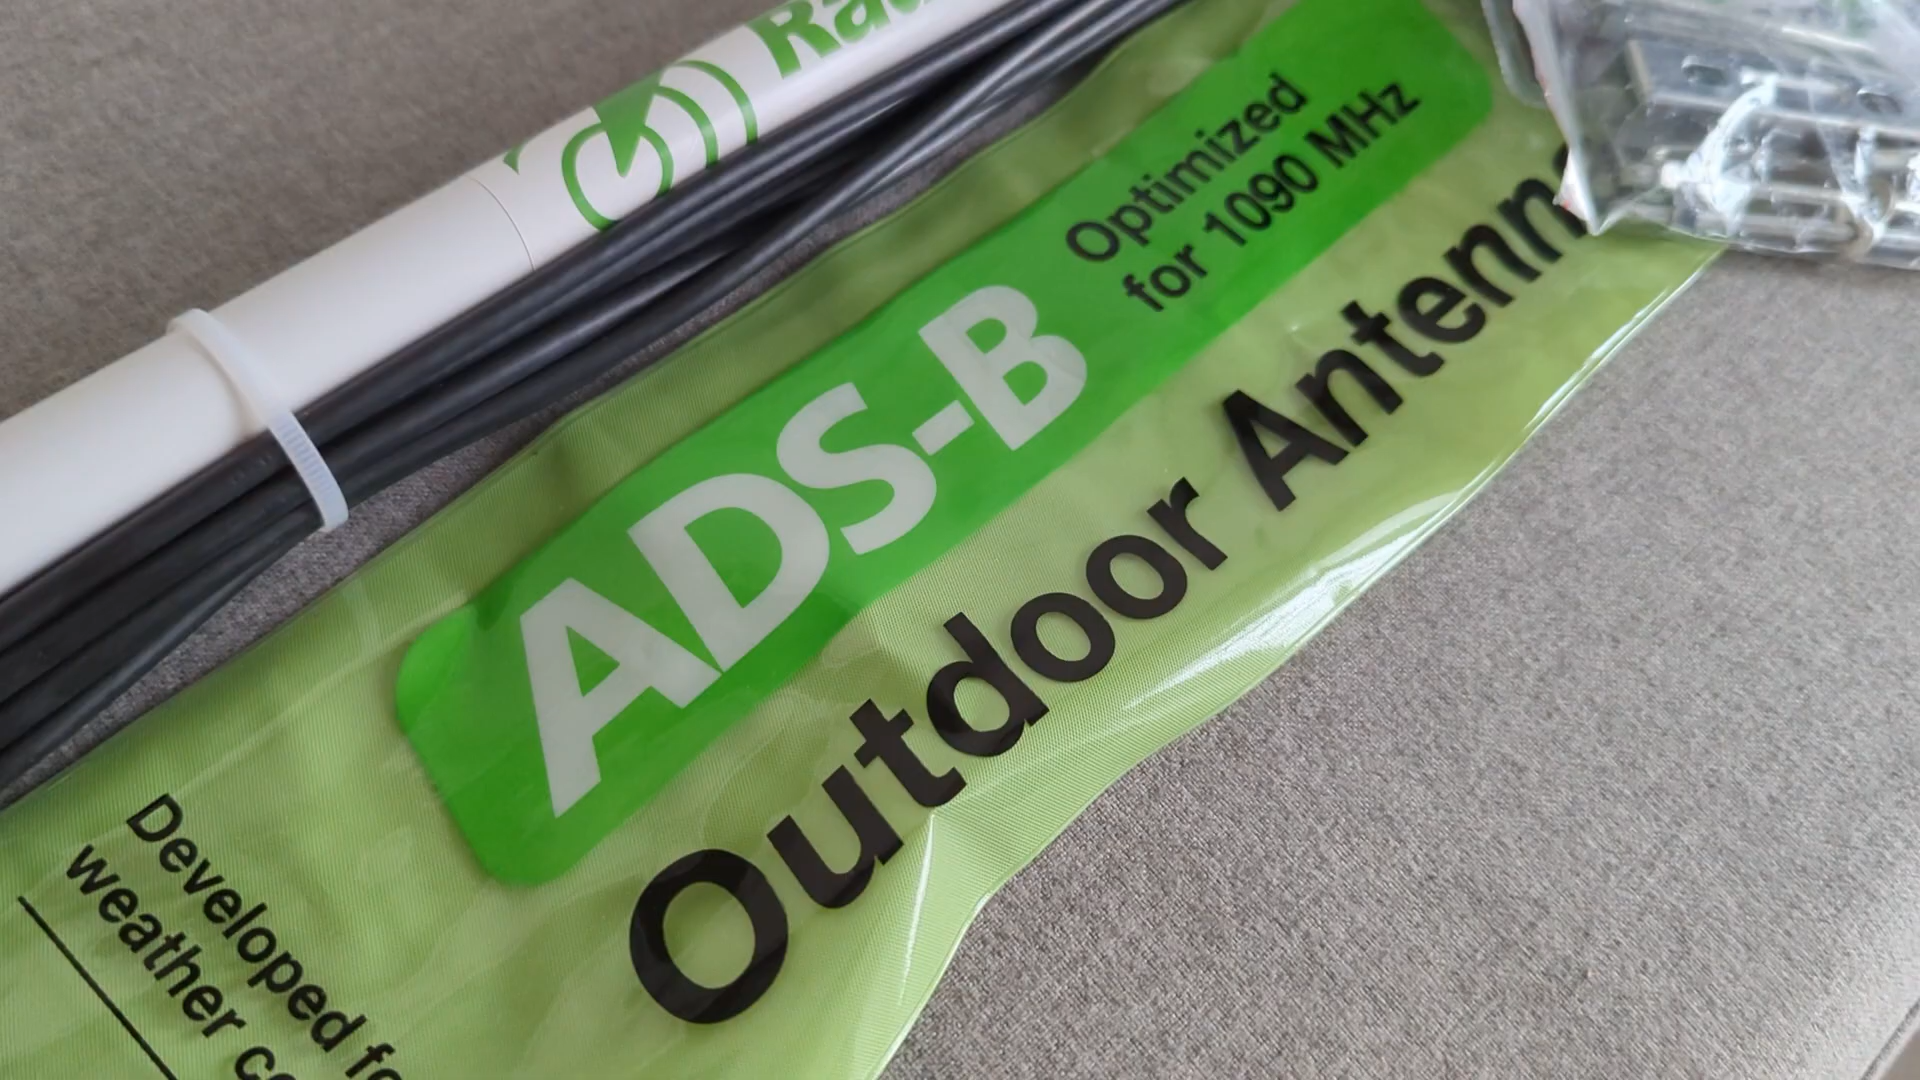 ADS-B
Optimized
for 1090 MHz
Outdoor
Developed
weather